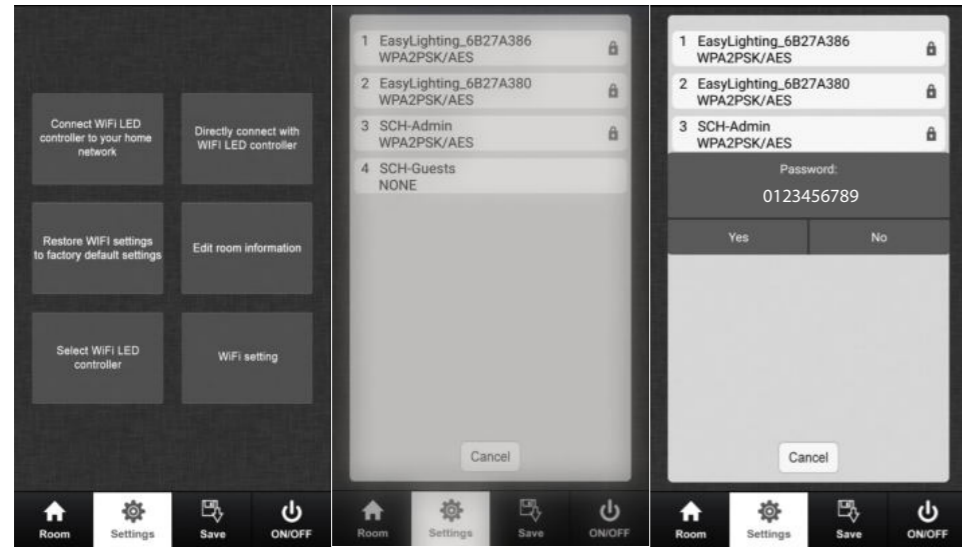 Connect WiFi LED
controller to your home
network
Directly connect with
WIFI LED controller
Restore WIFI settings
to factory default settings
Edit room information
Select WiFi LED
controller
WiFi setting
Room
Settings
Save
ON/OFF
1 EasyLighting_6B27A386
WPA2PSK/AES
2 EasyLighting_6B27A380
WPA2PSK/AES
3 SCH-Admin
WPA2PSK/AES
4 SCH-Guests
NONE
Cancel
Room
Settings
Save
ON/OFF
1 EasyLighting_6B27A386
WPA2PSK/AES
2 EasyLighting_6B27A380
WPA2PSK/AES
3 SCH-Admin
WPA2PSK/AES
Password:
0123456789
Yes
No
Cancel
Room
Settings
Save
ON/OFF